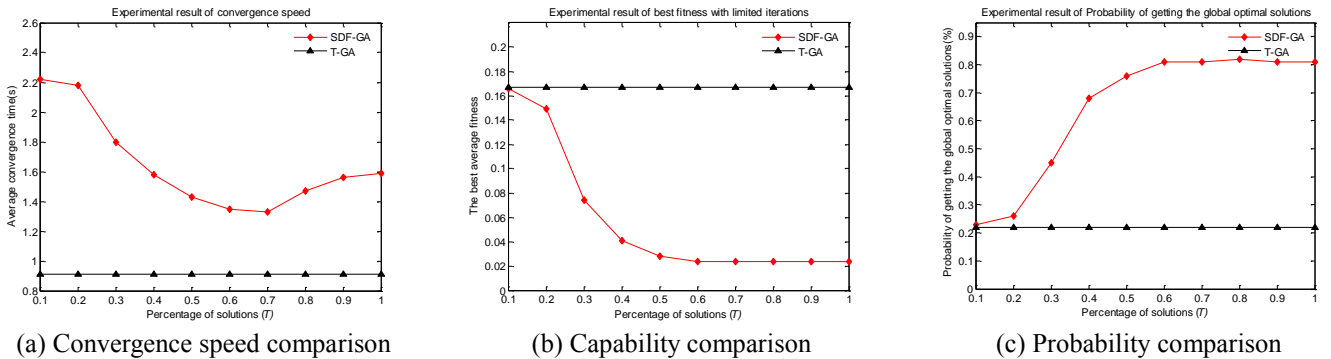 Experimental result of convergence speed
2.6
2.4
2.2
2
1.8
1.6
1.4
1.2
1
0.8
Average convergence time(s)
SDF-GA
T-GA
0.1 0.2 0.3 0.4 0.5 0.6 0.7 0.8 0.9 1
Percentage of solutions (T)
(a) Convergence speed comparison
Experimental result of best fitness with limited iterations
0.2
0.18
0.16
0.14
0.12
0.1
0.08
0.06
0.04
0.02
0
The best average fitness
SDF-GA
T-GA
0.1 0.2 0.3 0.4 0.5 0.6 0.7 0.8 0.9 1
Percentage of solutions (T)
(b) Capability comparison
Experimental result of Probability of getting the global optimal solutions
0.9
0.8
0.7
0.6
0.5
0.4
0.3
0.2
0.1
0
Probability of getting the global optimal solutions(%)
SDF-GA
T-GA
0.1 0.2 0.3 0.4 0.5 0.6 0.7 0.8 0.9 1
Percentage of solutions (T)
(c) Probability comparison